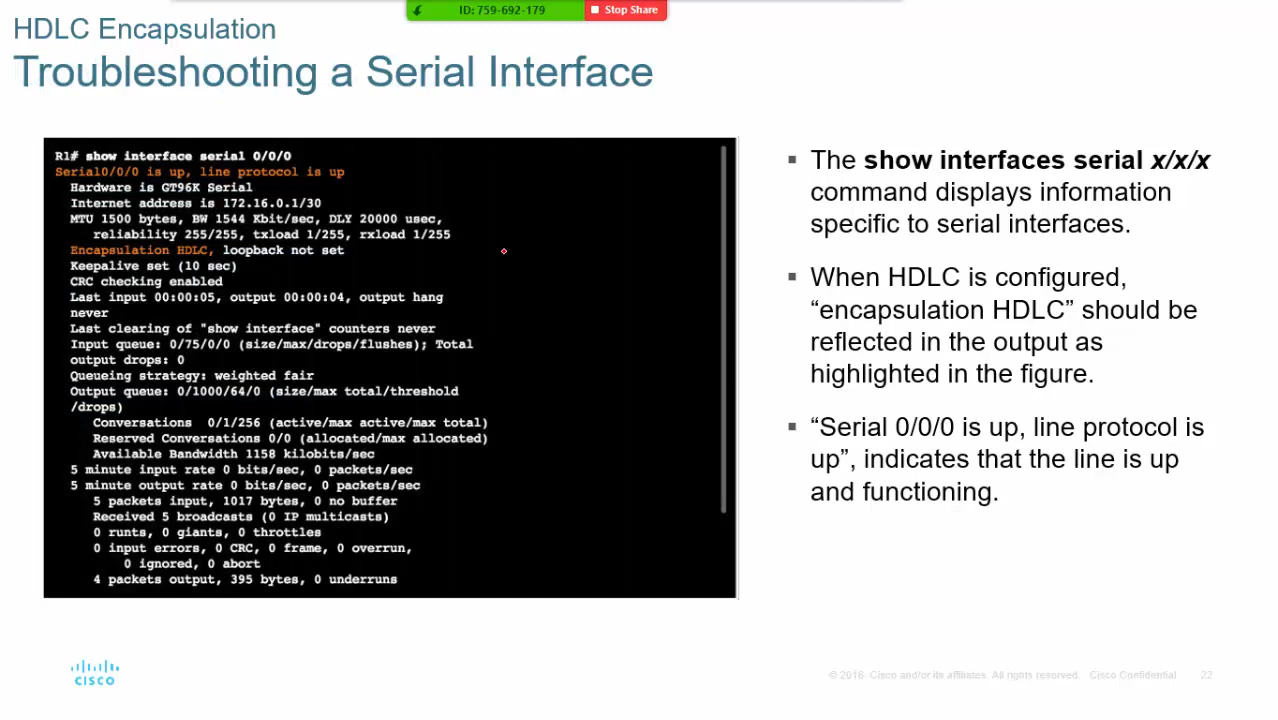 ID: 759-692-179
Stop Share
HDLC Encapsulation
Troubleshooting a Serial Interface
R1# show interface serial 0/0/0
Serial0/0/0 is up, line protocol is up
Hardware is GT96K Serial
Internet address is 172.16.0.1/30
MTU 1500 bytes, BW 1544 Kbit/sec, DLY 20000 usec,
reliability 255/255, txload 1/255, rxload 1/255
Encapsulation HDLC, loopback not set
Keepalive set (10 sec)
CRC checking enabled
Last input 00:00:05, output 00:00:04, output hang
never
Last clearing of "show interface" counters never
Input queue: 0/75/0/0 (size/max/drops/flushes); Total
output drops: 0
Queueing strategy: weighted fair
Output queue: 0/1000/64/0 (size/max total/threshold
/drops)
Conversations 0/1/256 (active/max active/max total)
Reserved Conversations 0/0 (allocated/max allocated)
Available Bandwidth 1158 kilobits/sec
5 minute input rate 0 bits/sec, 0 packets/sec
5 minute output rate 0 bits/sec, 0 packets/sec
5 packets input, 1017 bytes, 0 no buffer
Received 5 broadcasts (0 IP multicasts)
0 runts, 0 giants, 0 throttles
0 input errors, 0 CRC, 0 frame, 0 overrun,
0 ignored, 0 abort
4 packets output, 395 bytes, 0 underruns
▪ The show interfaces serial x/x/x
command displays information
specific to serial interfaces.
▪ When HDLC is configured,
“encapsulation HDLC” should be
reflected in the output as
highlighted in the figure.
▪ “Serial 0/0/0 is up, line protocol is
up”, indicates that the line is up
and functioning.
CISCO
© 2016 Cisco and/or its affiliates. All rights reserved. Cisco Confidential 22